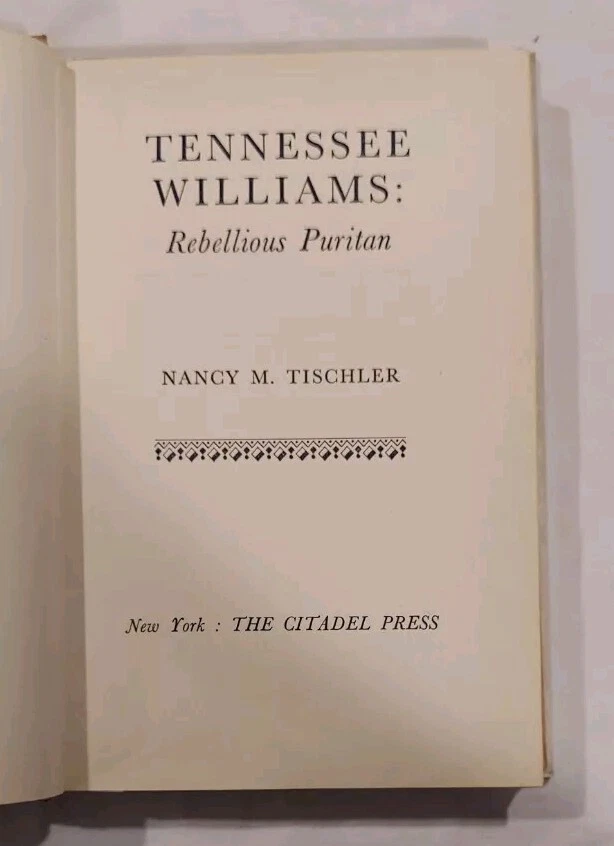 TENNESSEE
WILLIAMS:
Rebellious Puritan
NANCY M. TISCHLER
New York : THE CITADEL PRESS